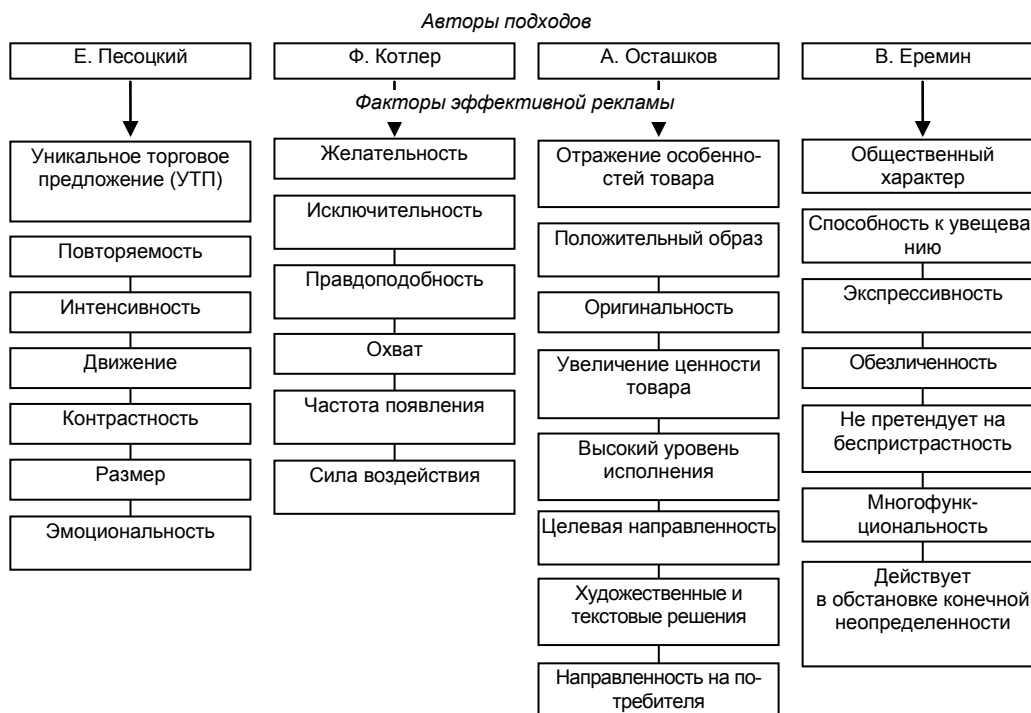 Авторы подходов
Е. Песоцкий
Ф. Котлер
А. Осташков
В. Еремин
Факторы эффективной рекламы
Уникальное торговое
предложение (УТП)
Повторяемость
Интенсивность
Движение
Контрастность
Размер
Эмоциональность
Желательность
Исключительность
Правдоподобность
Охват
Частота появления
Сила воздействия
Отражение особенно-
стей товара
Положительный образ
Оригинальность
Увеличение ценности
товара
Высокий уровень
исполнения
Целевая направленность
Художественные и
текстовые решения
Направленность на по-
требителя
Общественный
характер
Способность к увещева
нию
Экспрессивность
Обезличенность
Не претендует на
беспристрастность
Многофунк-
циональность
Действует
в обстановке конечной
неопределенности